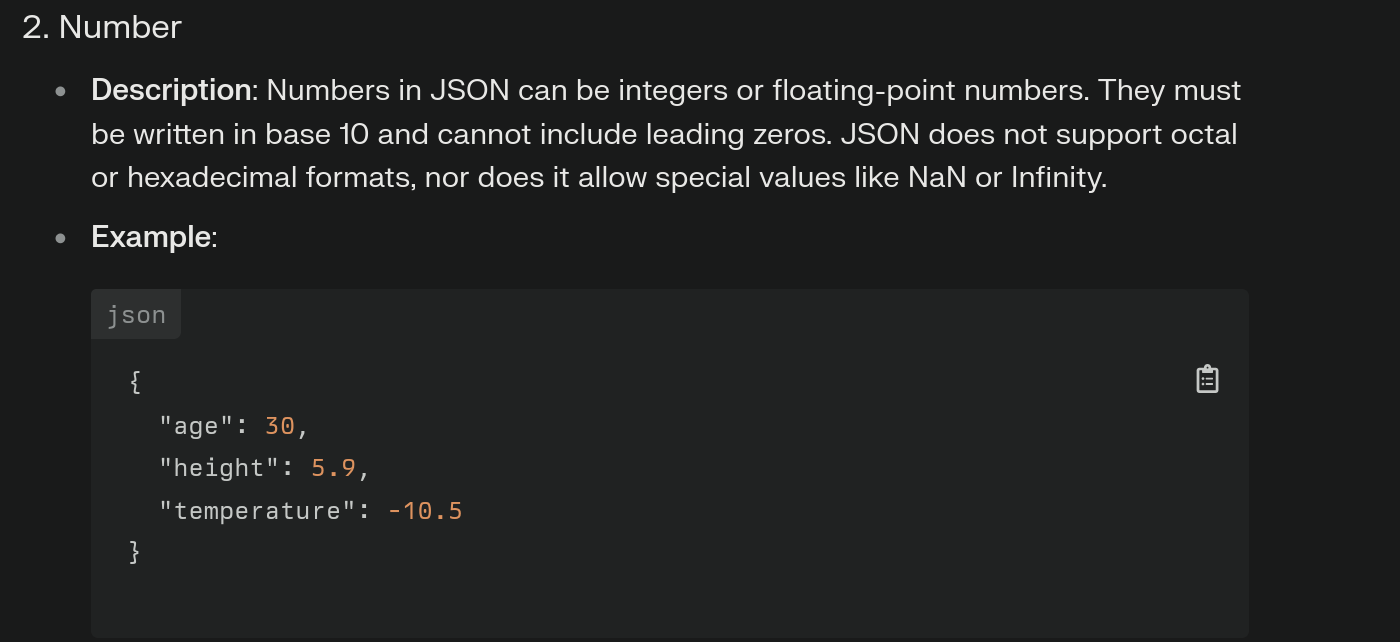 2. Number
• Description: Numbers in JSON can be integers or floating-point numbers. They must
be written in base 10 and cannot include leading zeros. JSON does not support octal
or hexadecimal formats, nor does it allow special values like NaN or Infinity.
• Example:
json
{
  "age": 30,
  "height": 5.9,
  "temperature": -10.5
}